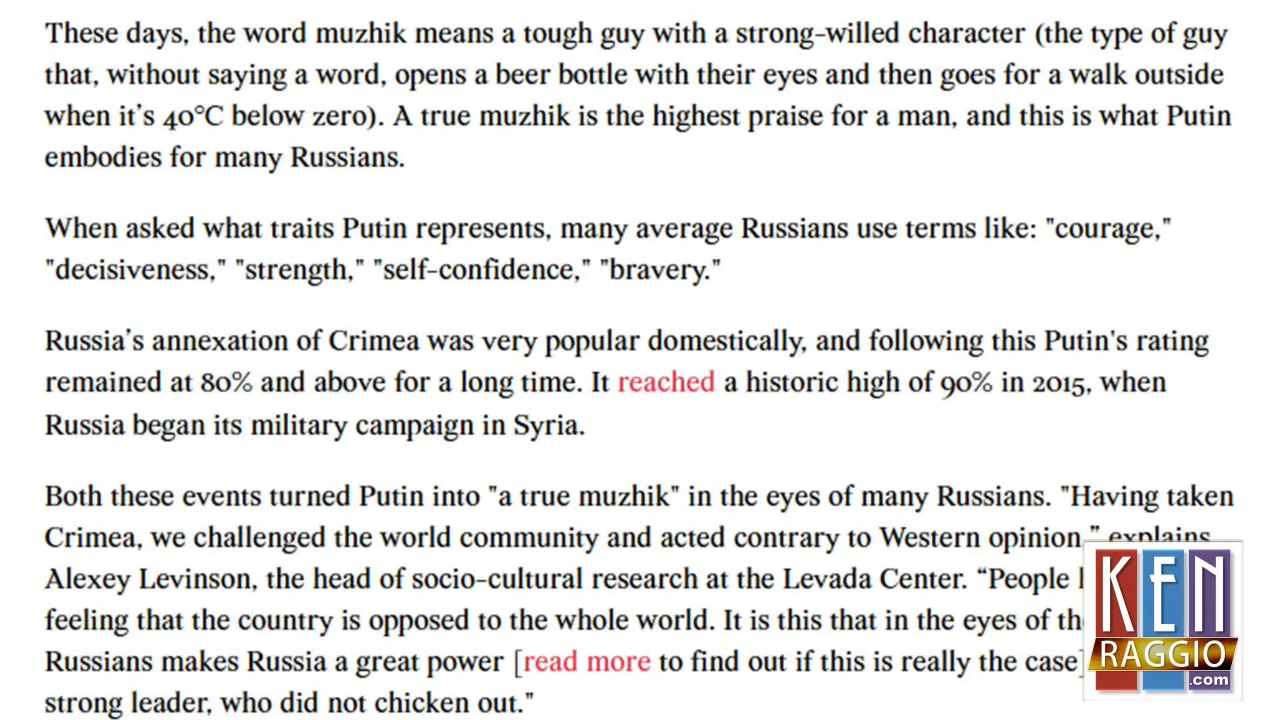 These days, the word muzhik means a tough guy with a strong-willed character (the type of guy
that, without saying a word, opens a beer bottle with their eyes and then goes for a walk outside
when it's 40°C below zero). A true muzhik is the highest praise for a man, and this is what Putin
embodies for many Russians.
When asked what traits Putin represents, many average Russians use terms like: "courage,"
"decisiveness," "strength," "self-confidence," "bravery."
Russia's annexation of Crimea was very popular domestically, and following this Putin's rating
remained at 80% and above for a long time. It reached a historic high of 90% in 2015, when
Russia began its military campaign in Syria.
Both these events turned Putin into "a true muzhik" in the eyes of many Russians. "Having taken
Crimea, we challenged the world community and acted contrary to Western opinion," explains
Alexey Levinson, the head of socio-cultural research at the Levada Center. “People
feeling that the country is opposed to the whole world. It is this that in the eyes of
Russians makes Russia a great power [read more to find out if this is really the case]
strong leader, who did not chicken out."
KEN
RAGGIO
.com